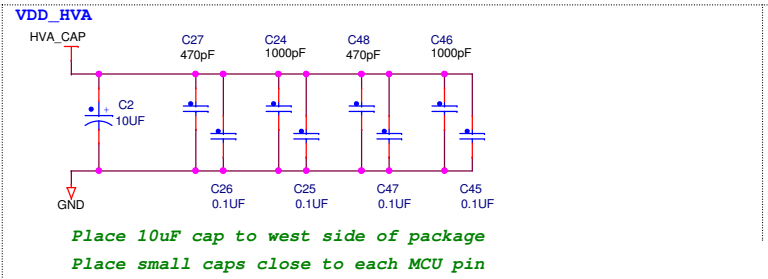 VDD_HVA
HVA_CAP
C27
470pF
C24
1000pF
C48
470pF
C46
1000pF
+
C2
10UF
C26
0.1UF
C25
0.1UF
C47
0.1UF
C45
0.1UF
GND
Place 10uF cap to west side of package
Place small caps close to each MCU pin